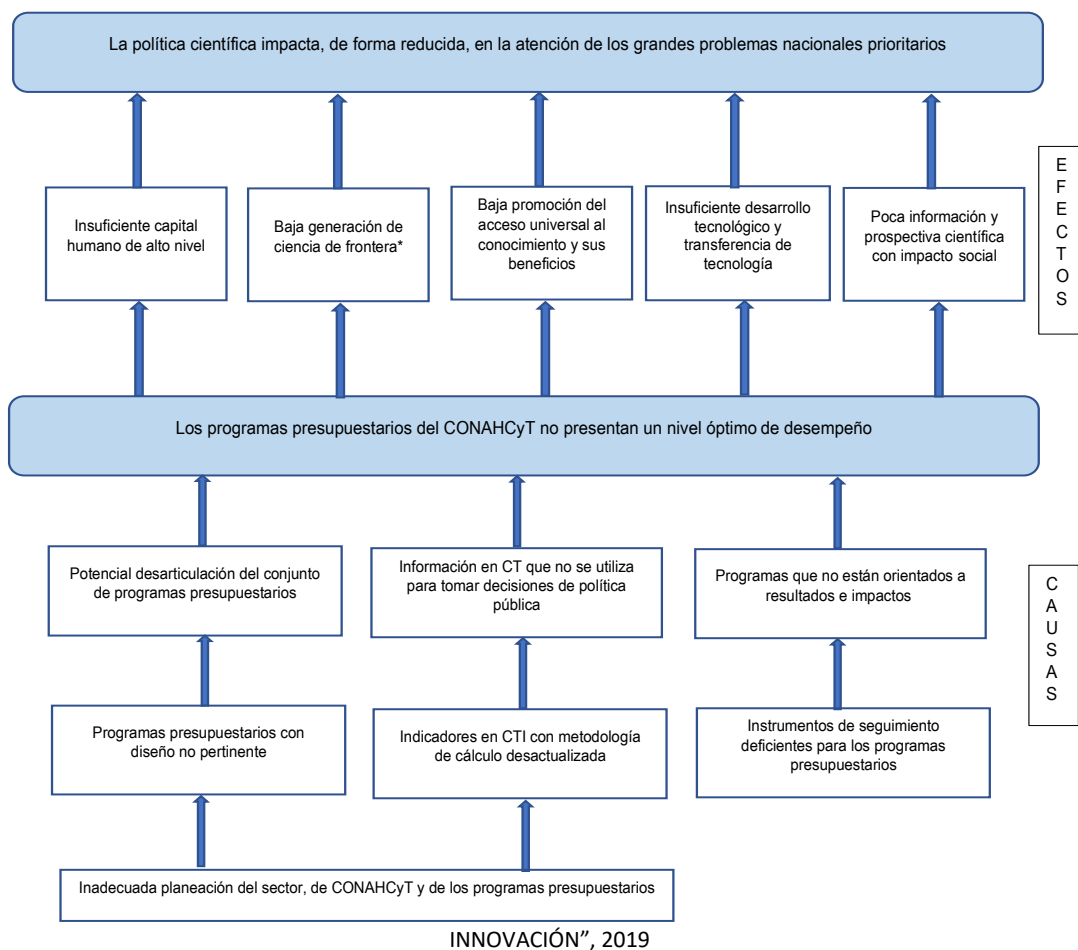 La política científica impacta, de forma reducida, en la atención de los grandes problemas nacionales prioritarios
Insuficiente capital
humano de alto nivel
Baja generación de
ciencia de frontera*
Baja promoción del
acceso universal al
conocimiento y sus
beneficios
Insuficiente desarrollo
tecnológico y
transferencia de
tecnología
Poca información y
prospectiva científica
con impacto social
E
F
E
C
T
O
S
Los programas presupuestarios del CONAHCyT no presentan un nivel óptimo de desempeño
Potencial desarticulación del conjunto
de programas presupuestarios
Información en CT que no se utiliza
para tomar decisiones de política
pública
Programas que no están orientados a
resultados e impactos
C
A
U
S
A
S
Programas presupuestarios con
diseño no pertinente
Indicadores en CTI con metodología
de cálculo desactualizada
Instrumentos de seguimiento
deficientes para los programas
presupuestarios
Inadecuada planeación del sector, de CONAHCyT y de los programas presupuestarios
INNOVACIÓN”, 2019